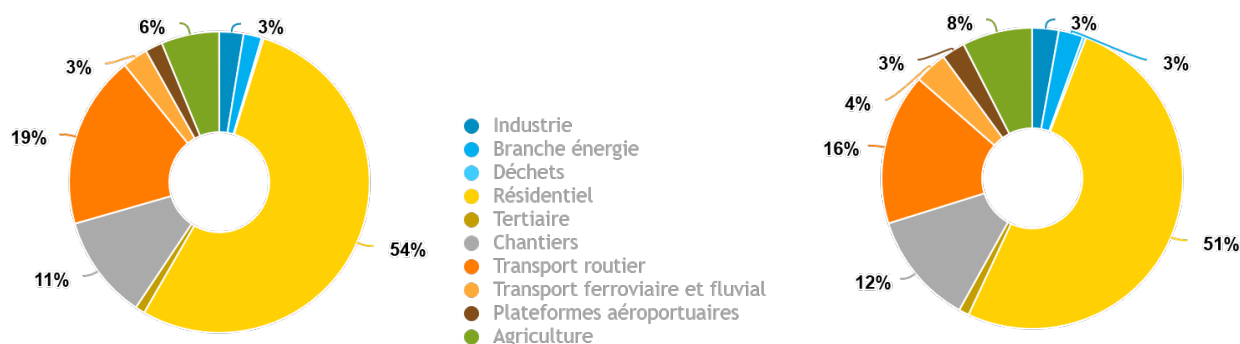 6%
3%
3%
19%
11%
54%
Industrie
Branche énergie
Déchets
Résidentiel
Tertiaire
Chantiers
Transport routier
Transport ferroviaire et fluvial
Plateformes aéroportuaires
Agriculture
8%
3%
3%
3%
4%
16%
12%
51%